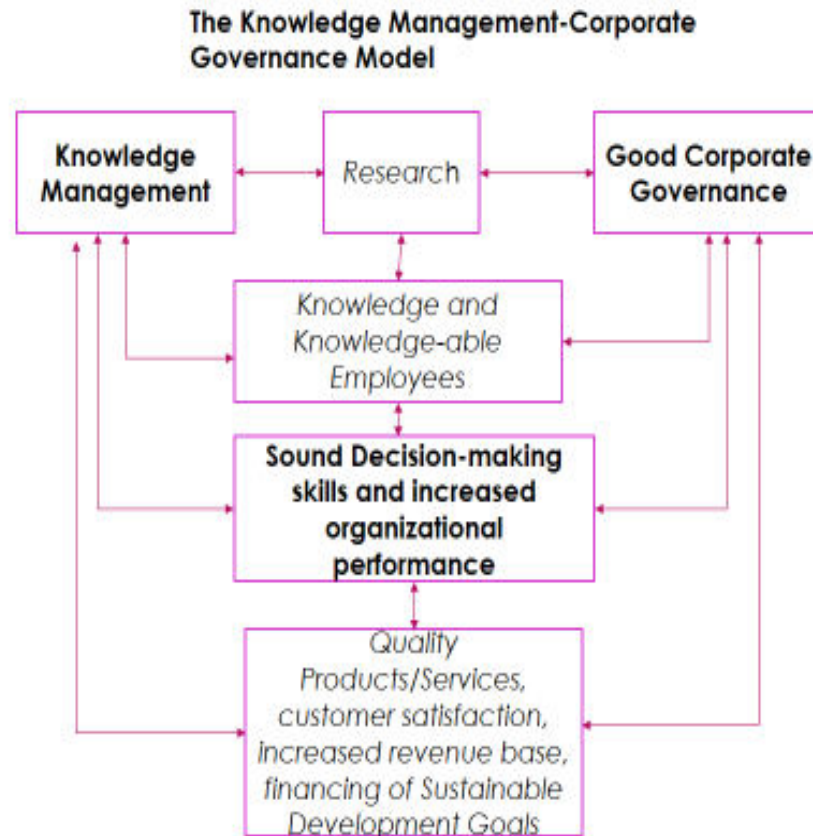 The Knowledge Management-Corporate
Governance Model
Knowledge
Management
Research
Good Corporate
Governance
Knowledge and
Knowledge-able
Employees
Sound Decision-making
skills and increased
organizational
performance
Quality
Products/Services,
customer satisfaction,
increased revenue base,
financing of Sustainable
Development Goals